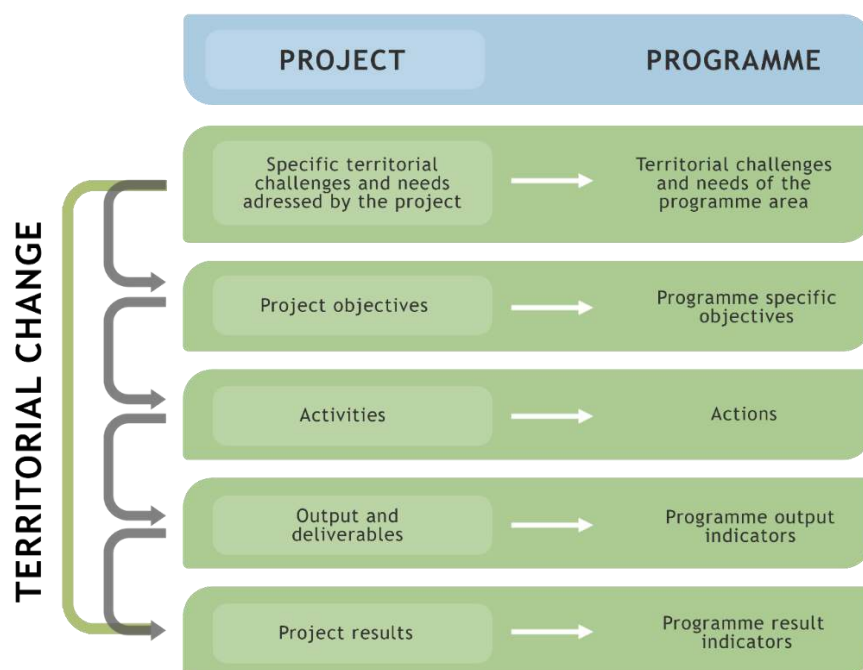 PROJECT
PROGRAMME
TERRITORIAL CHANGE
Specific territorial
challenges and needs
adressed by the project
Territorial challenges
and needs of the
programme area
Project objectives
Programme specific
objectives
Activities
Actions
Output and
deliverables
Programme output
indicators
Project results
Programme result
indicators